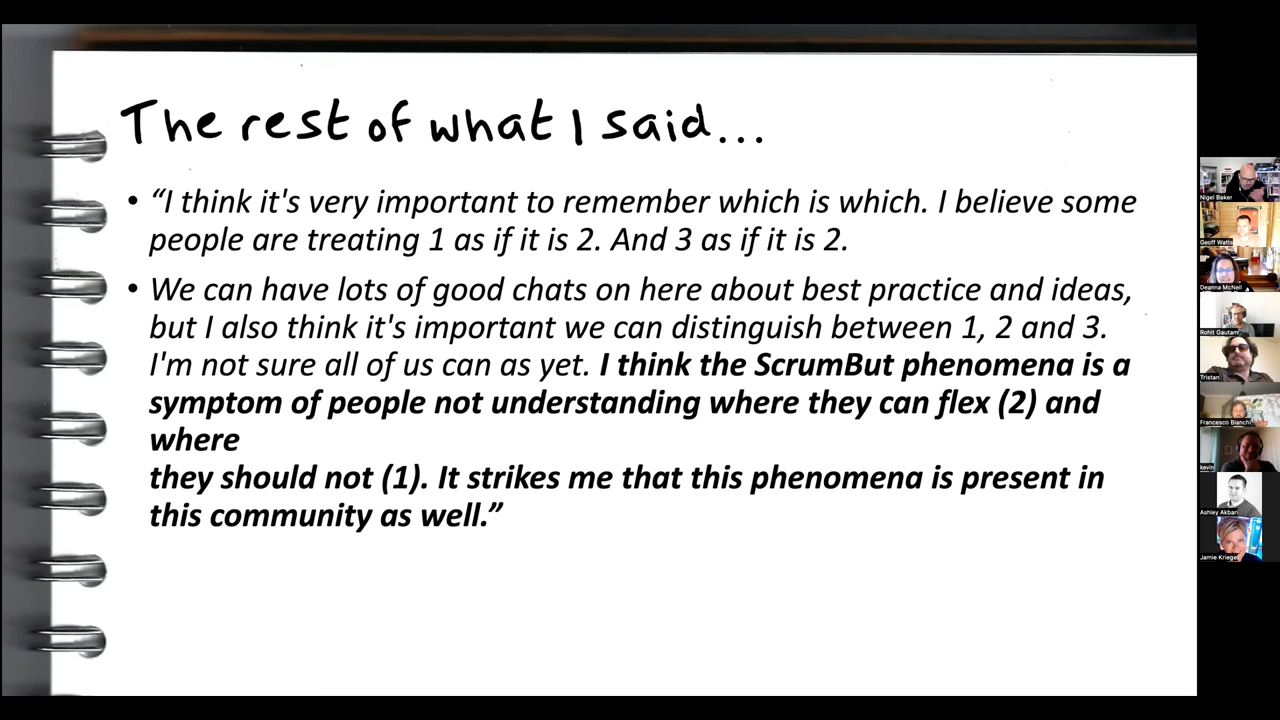 The rest of what I said...
• “I think it's very important to remember which is which. I believe some
people are treating 1 as if it is 2. And 3 as if it is 2.
• We can have lots of good chats on here about best practice and ideas,
but I also think it's important we can distinguish between 1, 2 and 3.
I'm not sure all of us can as yet. I think the ScrumBut phenomena is a
symptom of people not understanding where they can flex (2) and
where
they should not (1). It strikes me that this phenomena is present in
this community as well.”
Nigel Baker
Geoff Watts
Deanna McNeil
Rohit Gautam
Tristan
Francesco Bianchi
kevin
Ashley Akbari
Jamie Kriegel